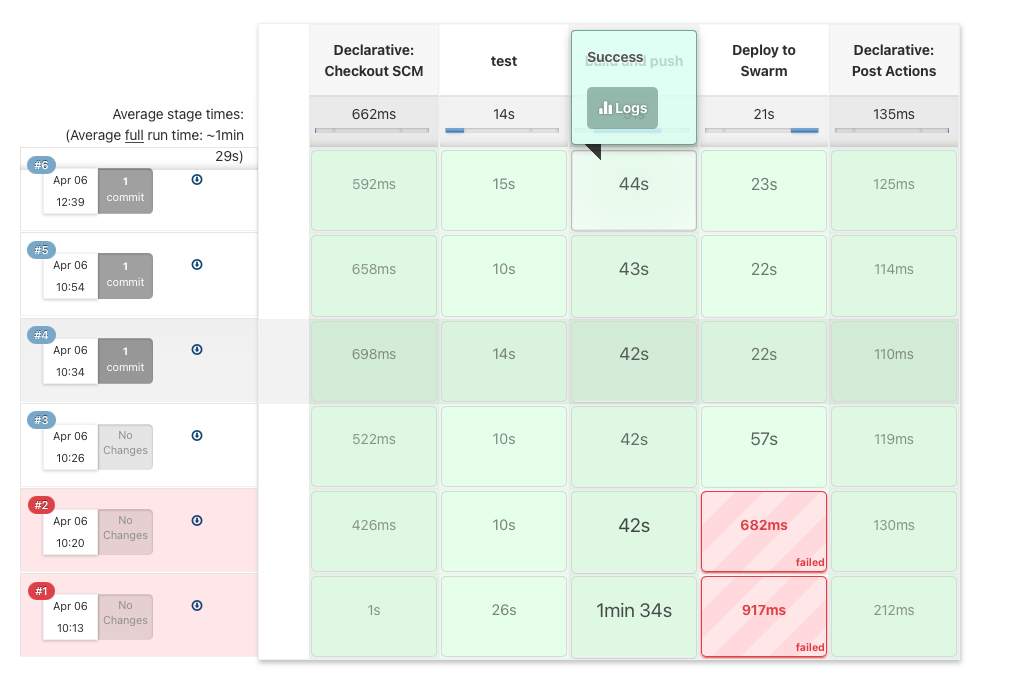 Declarative:
Checkout SCM
test
build and push
Success
Logs
Deploy to
Swarm
Declarative:
Post Actions
Average stage times:
(Average full run time: ~1min
29s)
662ms
14s
21s
135ms
#6
Apr 06
12:39
1
commit
592ms
15s
44s
23s
125ms
#5
Apr 06
10:54
1
commit
658ms
10s
43s
22s
114ms
#4
Apr 06
10:34
1
commit
698ms
14s
42s
22s
110ms
#3
Apr 06
10:26
No
Changes
522ms
10s
42s
57s
119ms
#2
Apr 06
10:20
No
Changes
426ms
10s
42s
682ms
failed
130ms
#1
Apr 06
10:13
No
Changes
1s
26s
1min 34s
917ms
failed
212ms